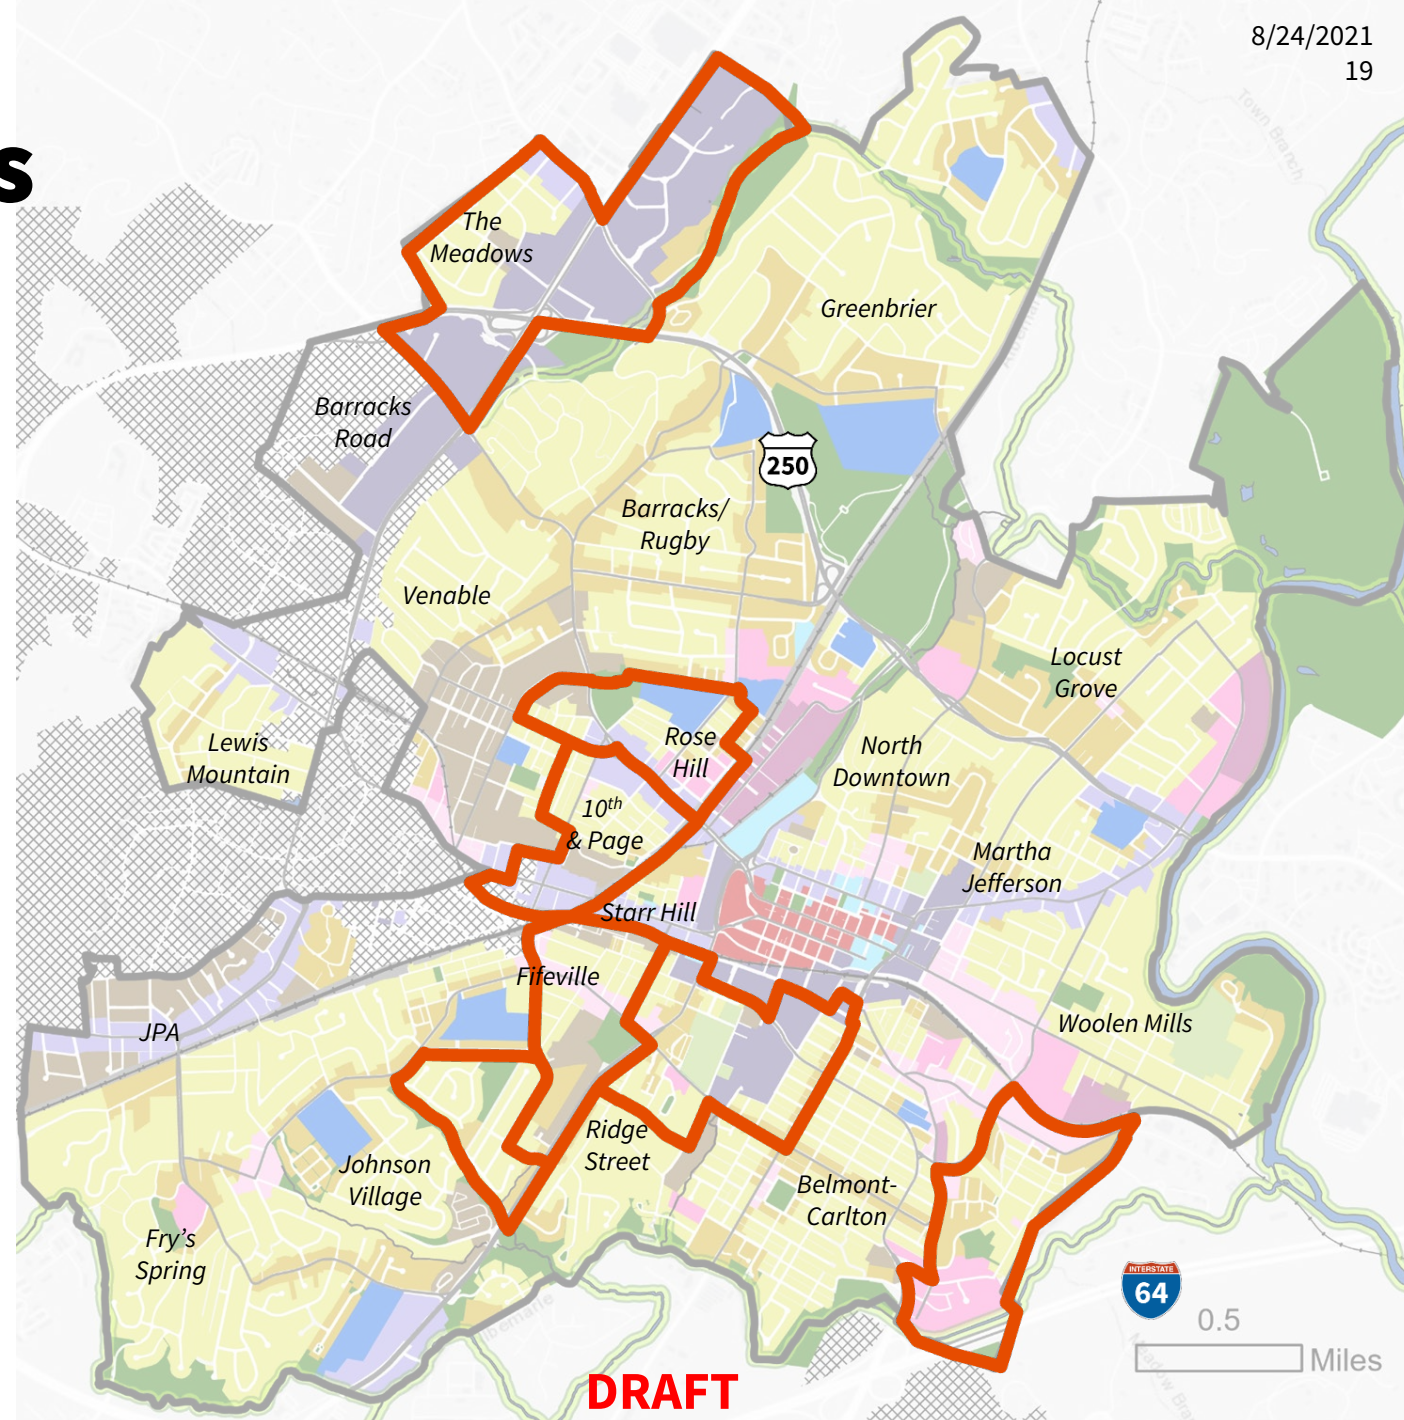 8/24/2021
19
s
The
Meadows
Greenbrier
Barracks
Road
250
Barracks/
Rugby
Venable
Locust
Grove
Lewis
Mountain
Rose
Hill
North
Downtown
10th
& Page
Martha
Jefferson
Starr Hill
Fifeville
JPA
Woolen Mills
Ridge
Street
Johnson
Village
Belmont-
Carlton
Fry's
Spring
INTERSTATE
64
0.5
Miles
DRAFT
Town Branch